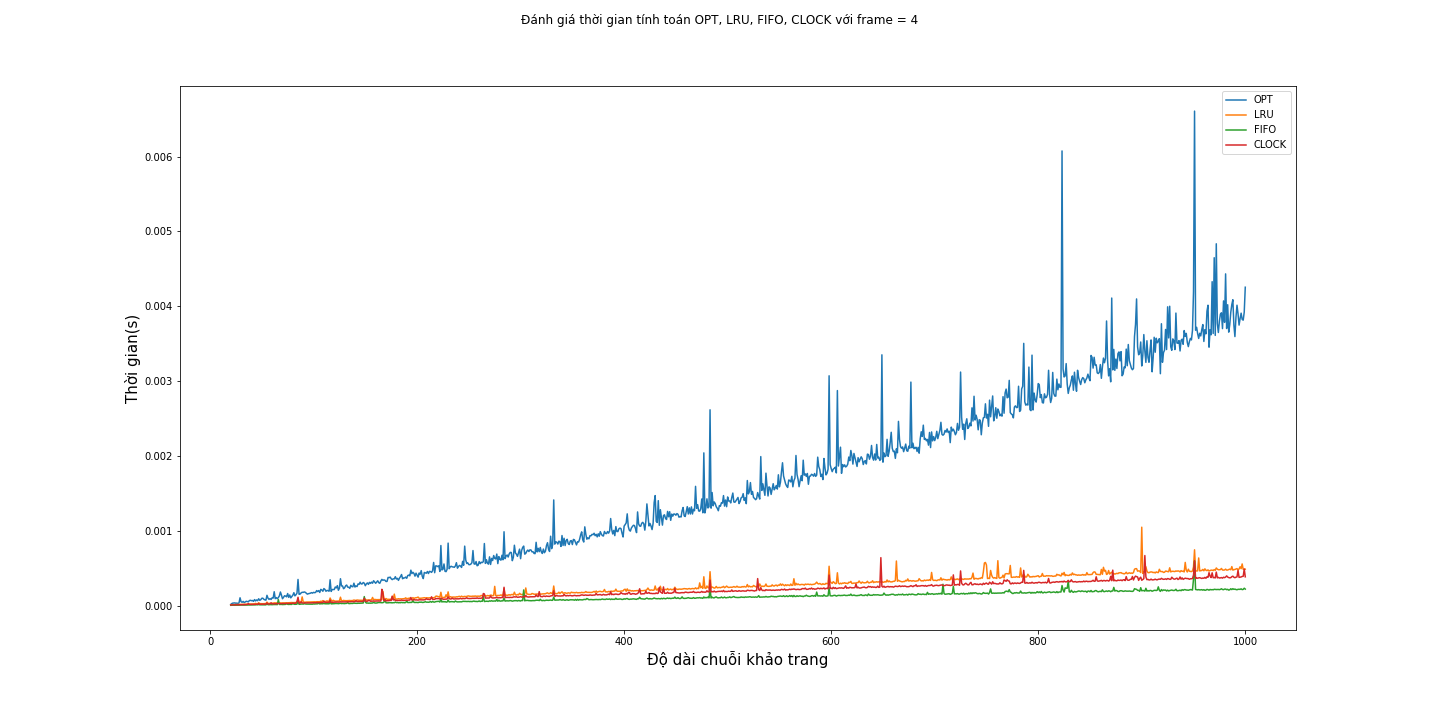 Đánh giá thời gian tính toán OPT, LRU, FIFO, CLOCK với frame = 4
OPT
LRU
FIFO
CLOCK
0.006
0.005
0.004
0.003
0.002
0.001
0.000
Thời gian(s)
0 200 400 600 800 1000
Độ dài chuỗi khảo trang